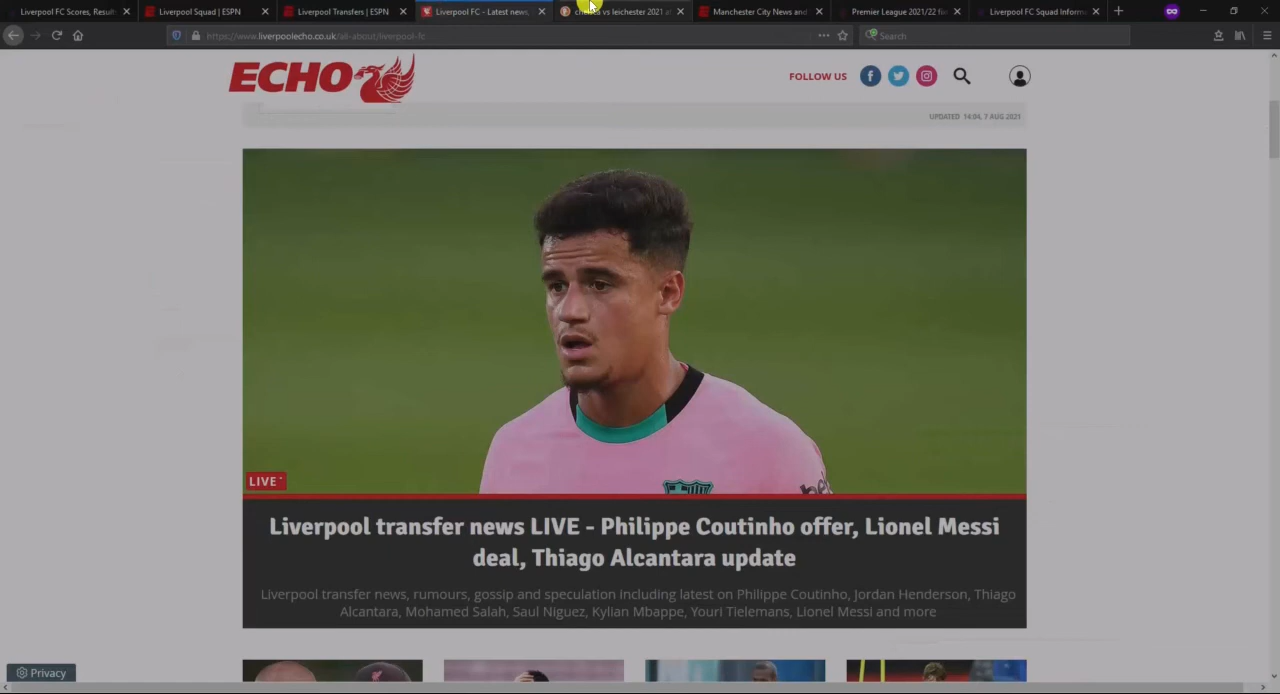 Liverpool FC Scores, Result
Liverpool Squad | ESPN
Liverpool Transfers | ESPN
Liverpool FC - Latest news,
chelsea vs leichester 2021 at
Manchester City News and
Premier League 2021/22 fi
Liverpool FC Squad Inform
https://www.liverpoolecho.co.uk/all-about/liverpool-fc
Search
ECHO
FOLLOW US
UPDATED 14:04, 7 AUG 2021
LIVE
Liverpool transfer news LIVE - Philippe Coutinho offer, Lionel Messi
deal, Thiago Alcantara update
Liverpool transfer news, rumours, gossip and speculation including latest on Philippe Coutinho, Jordan Henderson, Thiago
Alcantara, Mohamed Salah, Saul Niguez, Kylian Mbappe, Youri Tielemans, Lionel Messi and more
Privacy